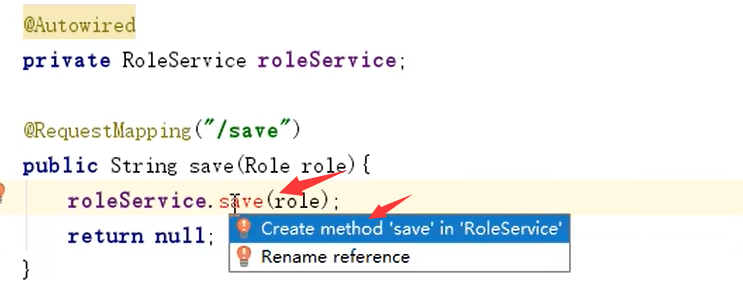 @Autowired
private RoleService roleService;
@RequestMapping("/save")
public String save(Role role){
roleService.save(role);
Create method 'save' in 'RoleService'
return null;
Rename reference
}